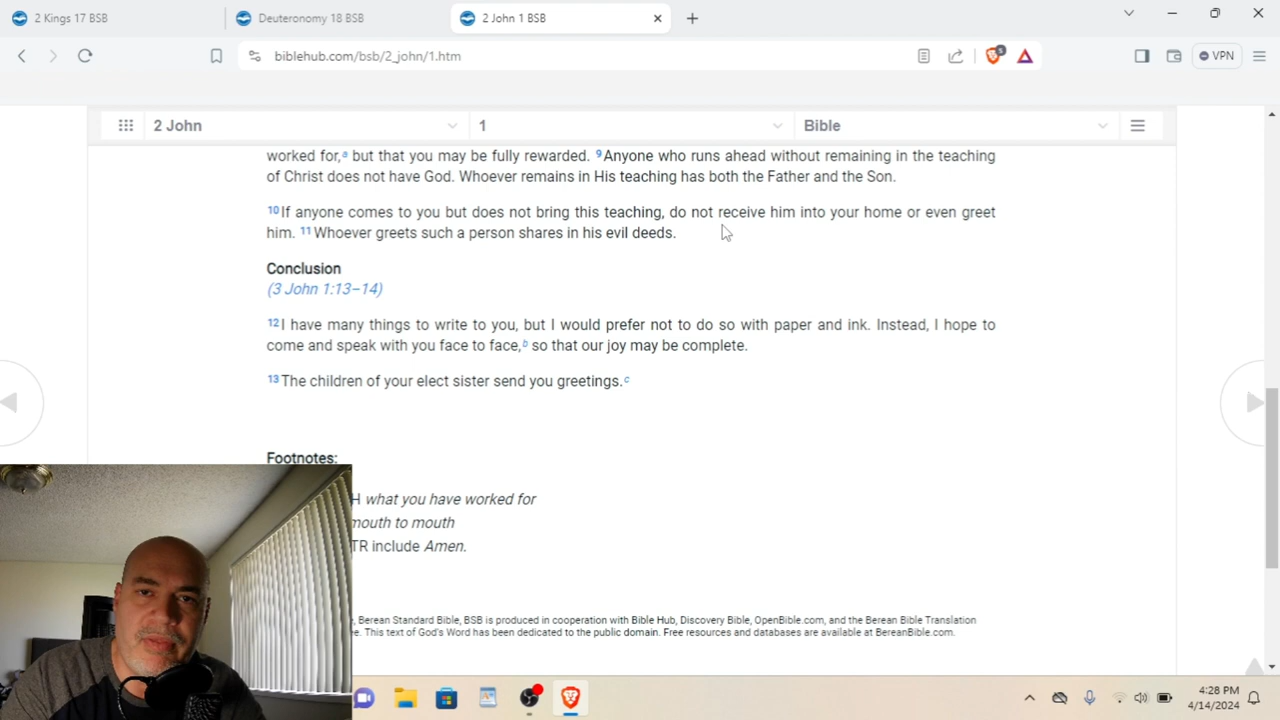 2 Kings 17 BSB
Deuteronomy 18 BSB
2 John 1 BSB
biblehub.com/bsb/2_john/1.htm
5
VPN
2 John
1
Bible
worked for,a but that you may be fully rewarded. 9Anyone who runs ahead without remaining in the teaching
of Christ does not have God. Whoever remains in His teaching has both the Father and the Son.
10If anyone comes to you but does not bring this teaching, do not receive him into your home or even greet
him. 11Whoever greets such a person shares in his evil deeds.
Conclusion
(3 John 1:13–14)
12I have many things to write to you, but I would prefer not to do so with paper and ink. Instead, I hope to
come and speak with you face to face,b so that our joy may be complete.
13The children of your elect sister send you greetings.c
Footnotes:
H what you have worked for
mouth to mouth
TR include Amen.
, Berean Standard Bible, BSB is produced in cooperation with Bible Hub, Discovery Bible, OpenBible.com, and the Berean Bible Translation
e. This text of God's Word has been dedicated to the public domain. Free resources and databases are available at BereanBible.com.
4:28 PM
4/14/2024